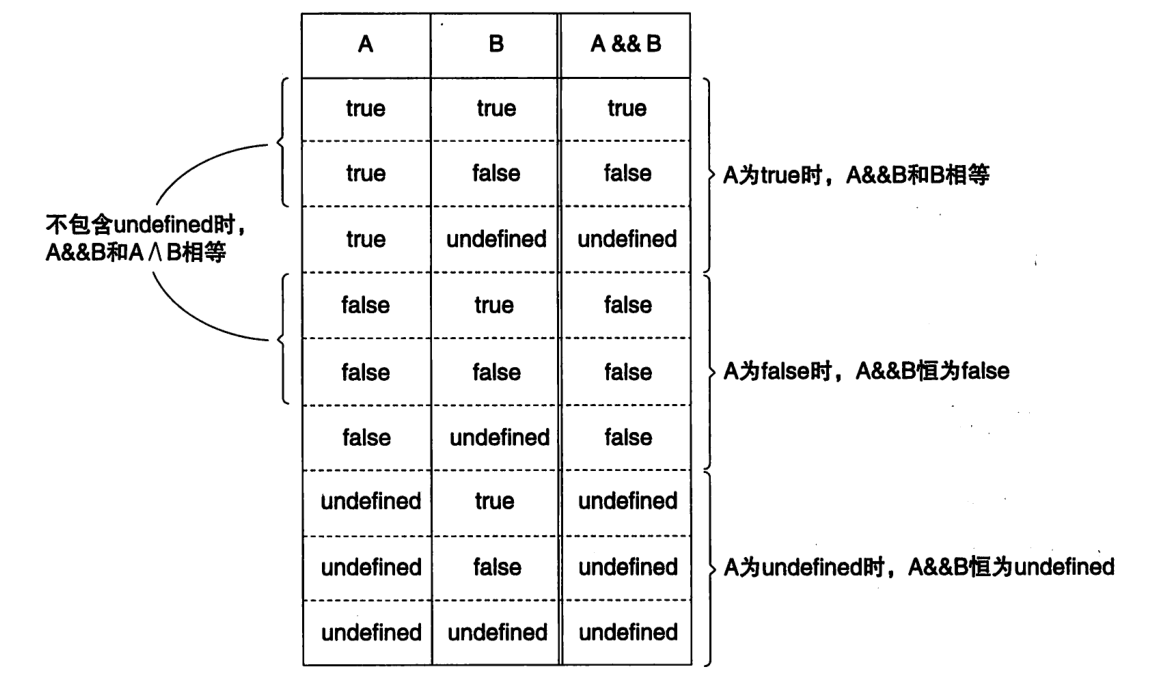 A B A && B
true true true
true false false
A为true时，A&&B和B相等
不包含undefined时，
A&&B和A∧B相等
true undefined undefined
false true false
false false false
A为false时，A&&B恒为false
false undefined false
undefined true undefined
undefined false undefined
A为undefined时，A&&B恒为undefined
undefined undefined undefined